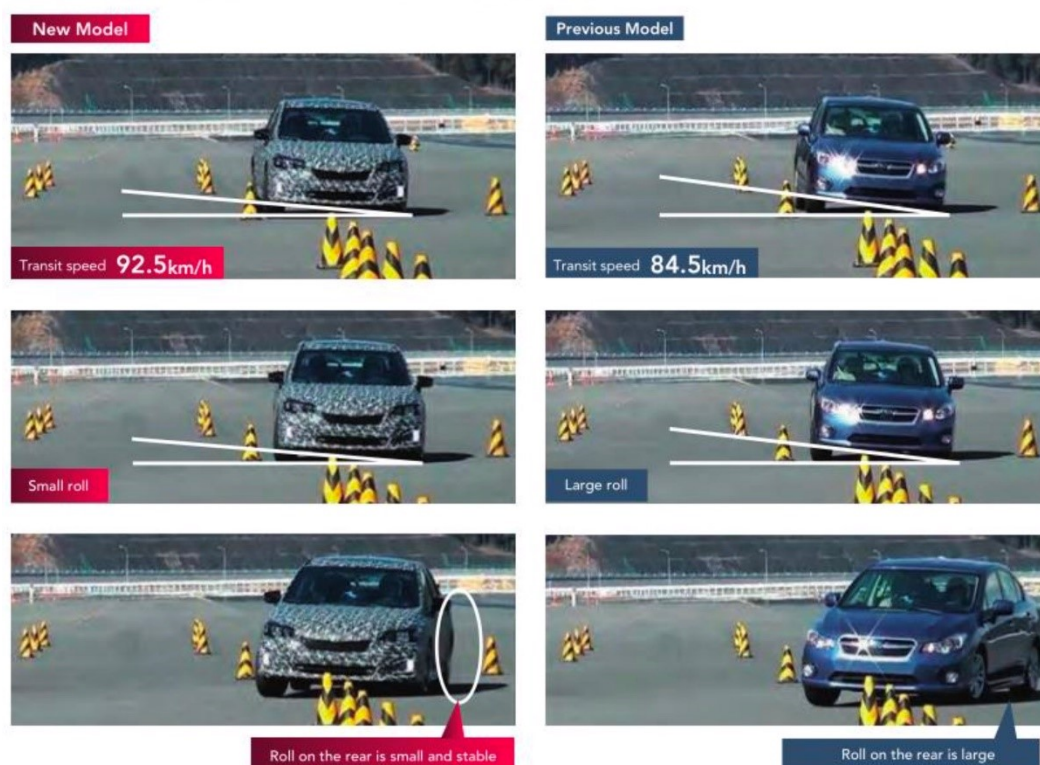 New Model
Previous Model
Transit speed 92.5km/h
Transit speed 84.5km/h
Small roll
Large roll
Roll on the rear is small and stable
Roll on the rear is large